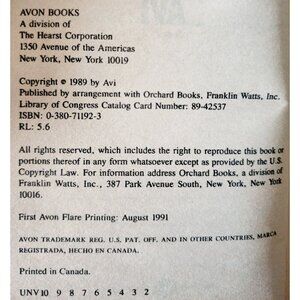 AVON BOOKS
A division of
The Hearst Corporation
1350 Avenue of the Americas
New York, New York 10019
Copyright © 1989 by Avi
Published by arrangement with Orchard Books, Franklin Watts, Inc.
Library of Congress Catalog Card Number: 89-42537
ISBN: 0-380-71192-3
RL: 5.6
All rights reserved, which includes the right to reproduce this book or
portions thereof in any form whatsoever except as provided by the U.S.
Copyright Law. For information address Orchard Books, a division of
Franklin Watts, Inc., 387 Park Avenue South, New York, New York
10016.
First Avon Flare Printing: August 1991
AVON TRADEMARK REG. U.S. PAT. OFF. AND IN OTHER COUNTRIES, MARCA
REGISTRADA, HECHO EN CANADA.
Printed in Canada.
UNV 10 9 8 7 6 5 4 3 2